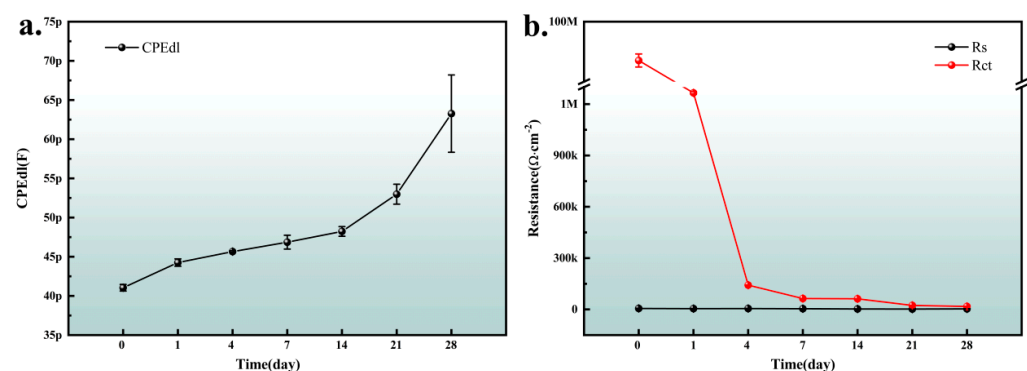 a.
CPEdl
75p
70p
65p
60p
55p
50p
45p
40p
35p
CPEdl(F)
0 1 4 7 14 21 28
Time(day)
b.
Rs
Rct
100M
1M
900k
600k
300k
0
Resistance(Ω·cm⁻²)
0 1 4 7 14 21 28
Time(day)